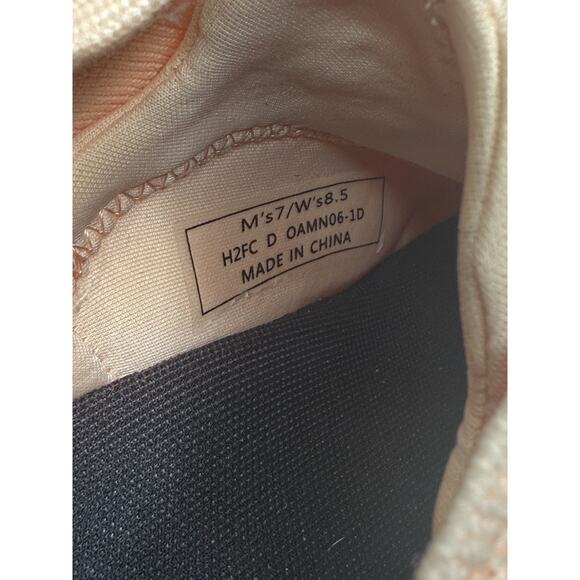 M's7/W's8.5
H2FC D OAMN06-1D
MADE IN CHINA